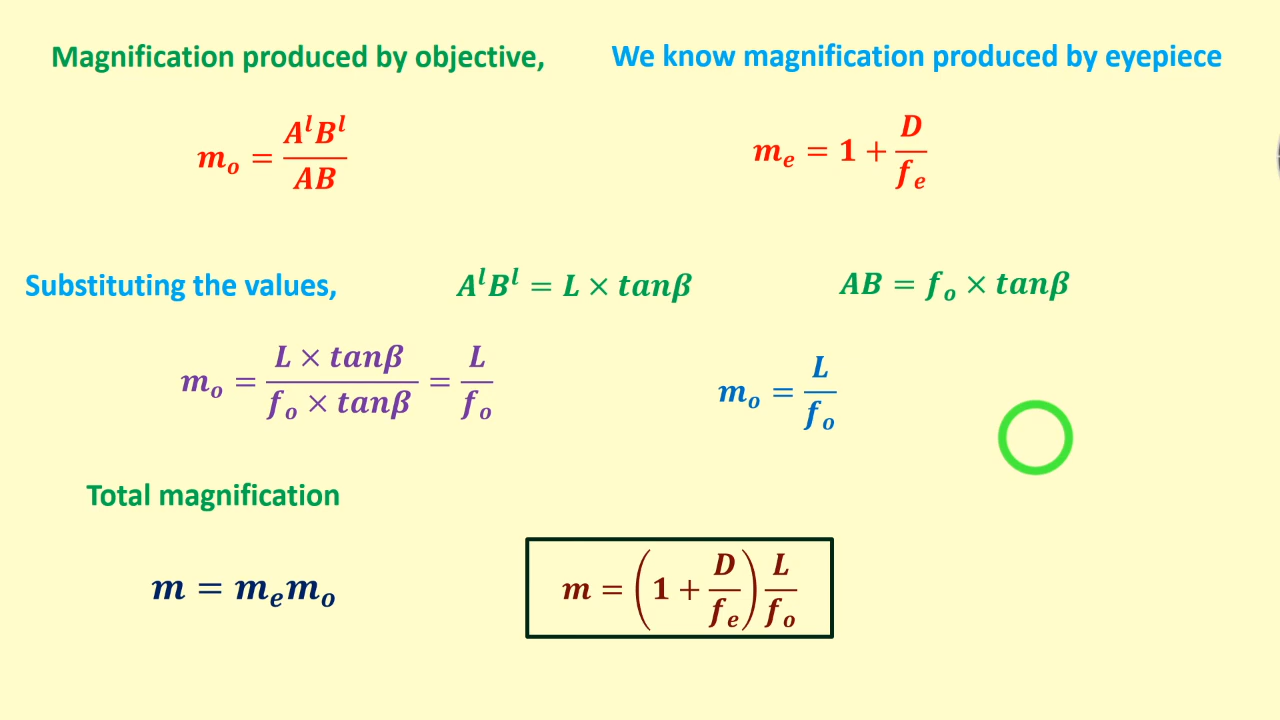 Magnification produced by objective,
We know magnification produced by eyepiece
m_o = A^l B^l / AB
m_e = 1 + D / f_e
Substituting the values,
A^l B^l = L × tanβ
AB = f_o × tanβ
m_o = L × tanβ / f_o × tanβ = L / f_o
m_o = L / f_o
Total magnification
m = m_e m_o
m = (1 + D / f_e) L / f_o